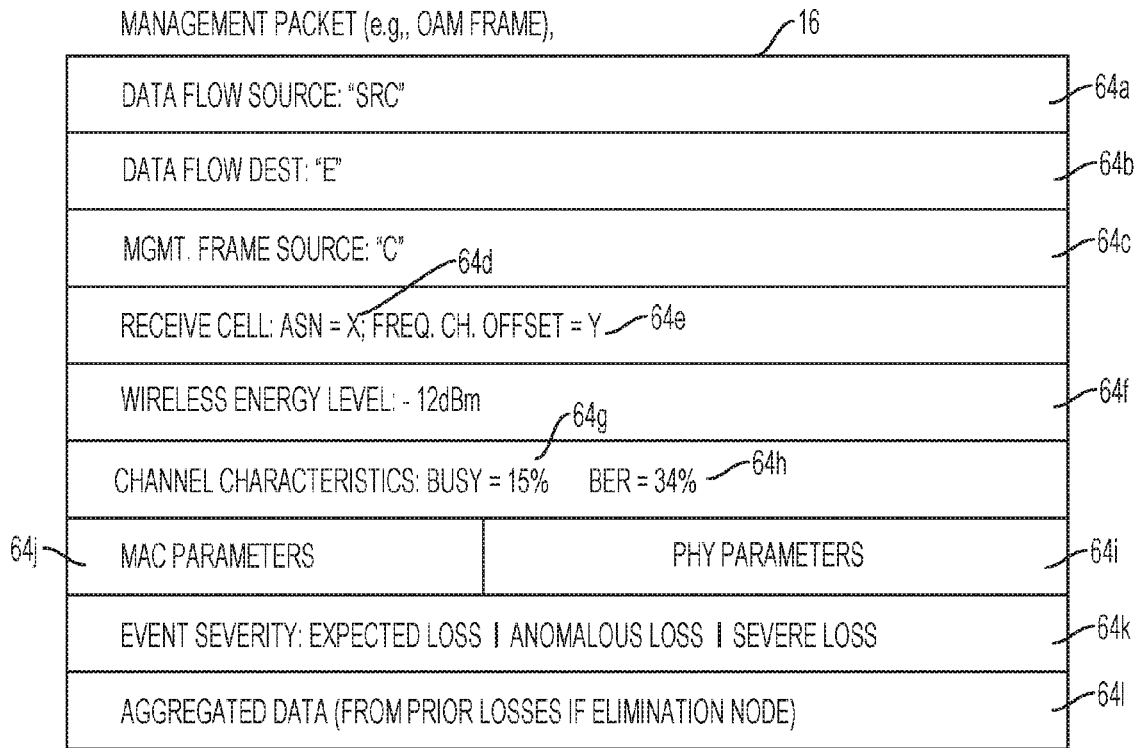 MANAGEMENT PACKET (e.g,, OAM FRAME),
16
DATA FLOW SOURCE: "SRC"
64a
DATA FLOW DEST: "E"
64b
MGMT. FRAME SOURCE: "C"
64c
64d
RECEIVE CELL: ASN = X; FREQ. CH. OFFSET = Y
64e
WIRELESS ENERGY LEVEL: - 12dBm
64f
64g
CHANNEL CHARACTERISTICS: BUSY = 15% BER = 34%
64h
64j
MAC PARAMETERS
PHY PARAMETERS
64i
EVENT SEVERITY: EXPECTED LOSS | ANOMALOUS LOSS | SEVERE LOSS
64k
AGGREGATED DATA (FROM PRIOR LOSSES IF ELIMINATION NODE)
64l